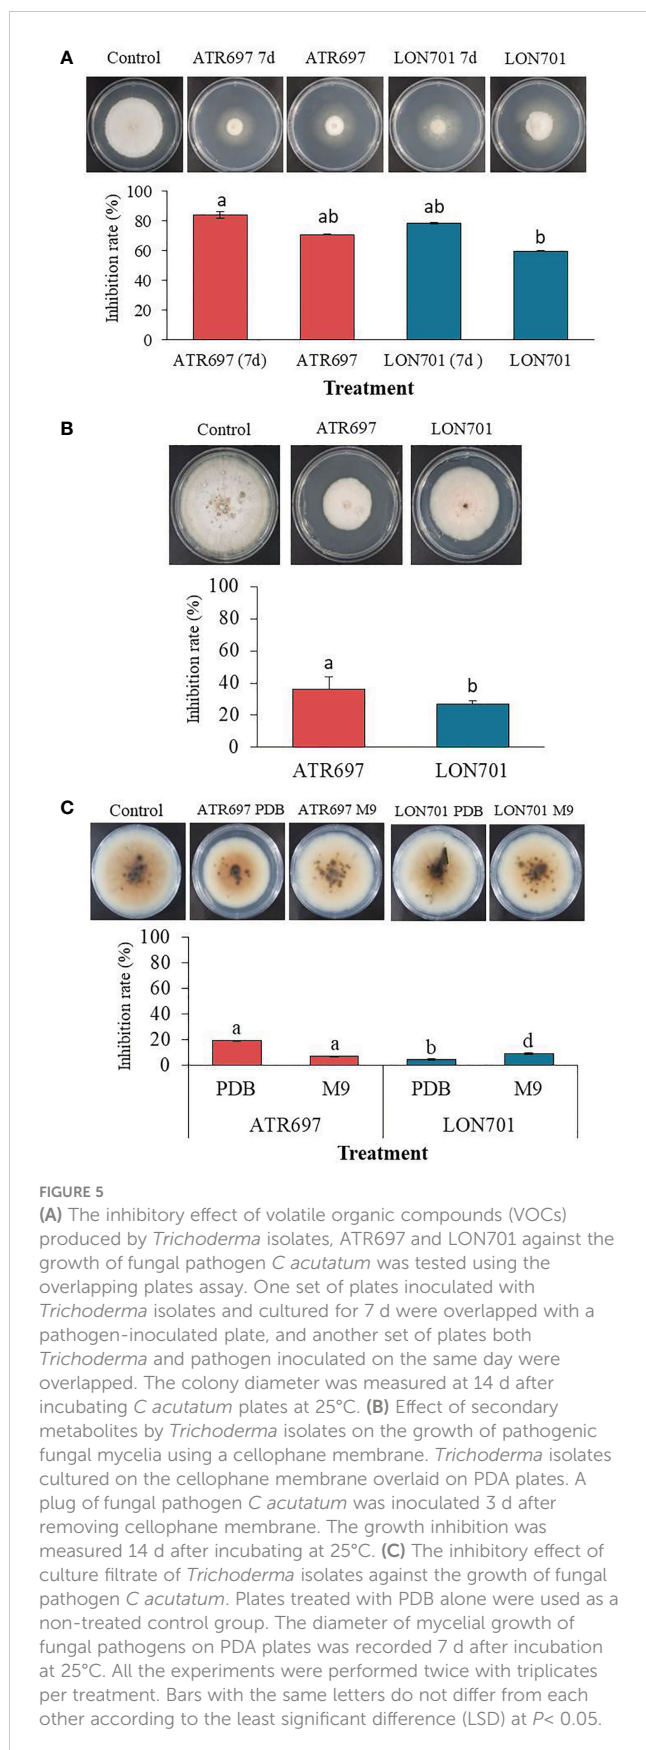 A
Control ATR697 7d ATR697 LON701 7d LON701
Inhibition rate (%)
100
80
60
40
20
0
a ab ab b
ATR697 (7d) ATR697 LON701 (7d ) LON701
Treatment
B
Control ATR697 LON701
Inhibition rate (%)
100
80
60
40
20
0
a b
ATR697 LON701
C
Control ATR697 PDB ATR697 M9 LON701 PDB LON701 M9
Inhibition rate (%)
100
80
60
40
20
0
a a b d
PDB M9 PDB M9
ATR697 LON701
Treatment
FIGURE 5
(A) The inhibitory effect of volatile organic compounds (VOCs)
produced by Trichoderma isolates, ATR697 and LON701 against the
growth of fungal pathogen C acutatum was tested using the
overlapping plates assay. One set of plates inoculated with
Trichoderma isolates and cultured for 7 d were overlapped with a
pathogen-inoculated plate, and another set of plates both
Trichoderma and pathogen inoculated on the same day were
overlapped. The colony diameter was measured at 14 d after
incubating C acutatum plates at 25°C. (B) Effect of secondary
metabolites by Trichoderma isolates on the growth of pathogenic
fungal mycelia using a cellophane membrane. Trichoderma isolates
cultured on the cellophane membrane overlaid on PDA plates. A
plug of fungal pathogen C acutatum was inoculated 3 d after
removing cellophane membrane. The growth inhibition was
measured 14 d after incubating at 25°C. (C) The inhibitory effect of
culture filtrate of Trichoderma isolates against the growth of fungal
pathogen C acutatum. Plates treated with PDB alone were used as a
non-treated control group. The diameter of mycelial growth of
fungal pathogens on PDA plates was recorded 7 d after incubation
at 25°C. All the experiments were performed twice with triplicates
per treatment. Bars with the same letters do not differ from each
other according to the least significant difference (LSD) at P< 0.05.